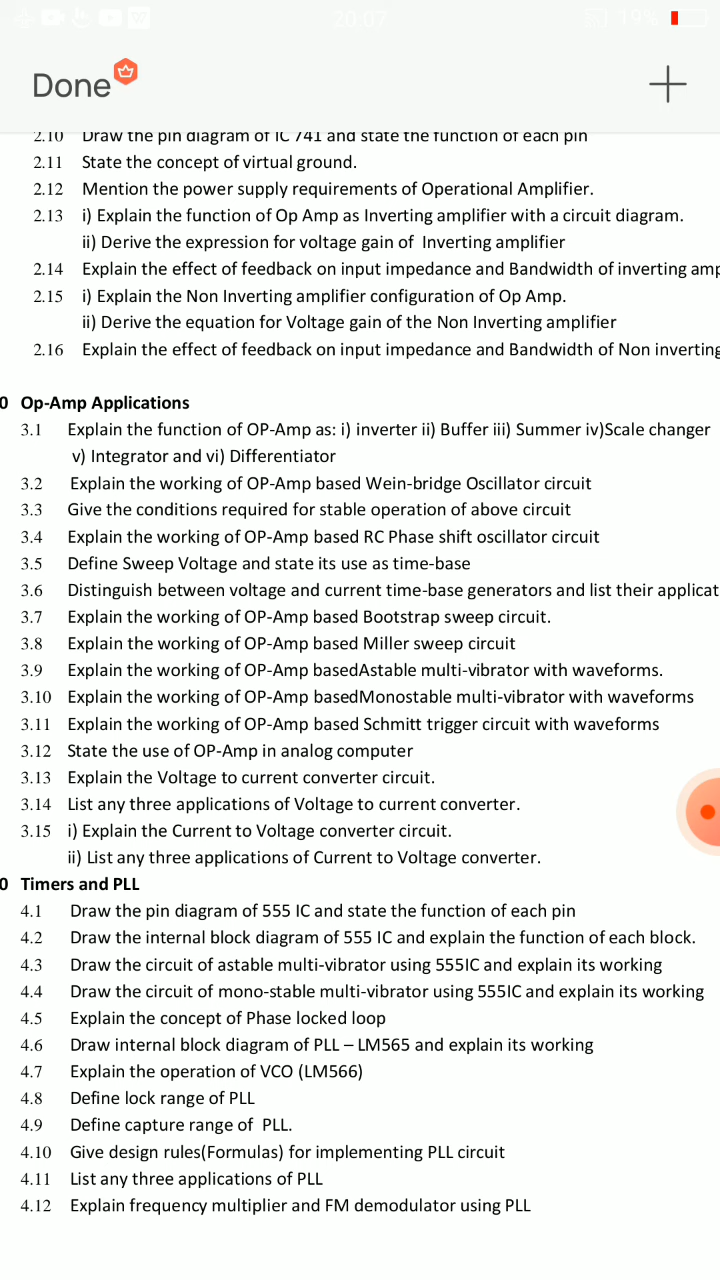 20:07
19%
Done
2.10 Draw the pin diagram of IC 741 and state the function of each pin
2.11 State the concept of virtual ground.
2.12 Mention the power supply requirements of Operational Amplifier.
2.13 i) Explain the function of Op Amp as Inverting amplifier with a circuit diagram.
ii) Derive the expression for voltage gain of Inverting amplifier
2.14 Explain the effect of feedback on input impedance and Bandwidth of inverting amp
2.15 i) Explain the Non Inverting amplifier configuration of Op Amp.
ii) Derive the equation for Voltage gain of the Non Inverting amplifier
2.16 Explain the effect of feedback on input impedance and Bandwidth of Non inverting
0 Op-Amp Applications
3.1 Explain the function of OP-Amp as: i) inverter ii) Buffer iii) Summer iv)Scale changer
v) Integrator and vi) Differentiator
3.2 Explain the working of OP-Amp based Wein-bridge Oscillator circuit
3.3 Give the conditions required for stable operation of above circuit
3.4 Explain the working of OP-Amp based RC Phase shift oscillator circuit
3.5 Define Sweep Voltage and state its use as time-base
3.6 Distinguish between voltage and current time-base generators and list their applicat
3.7 Explain the working of OP-Amp based Bootstrap sweep circuit.
3.8 Explain the working of OP-Amp based Miller sweep circuit
3.9 Explain the working of OP-Amp basedAstable multi-vibrator with waveforms.
3.10 Explain the working of OP-Amp basedMonostable multi-vibrator with waveforms
3.11 Explain the working of OP-Amp based Schmitt trigger circuit with waveforms
3.12 State the use of OP-Amp in analog computer
3.13 Explain the Voltage to current converter circuit.
3.14 List any three applications of Voltage to current converter.
3.15 i) Explain the Current to Voltage converter circuit.
ii) List any three applications of Current to Voltage converter.
0 Timers and PLL
4.1 Draw the pin diagram of 555 IC and state the function of each pin
4.2 Draw the internal block diagram of 555 IC and explain the function of each block.
4.3 Draw the circuit of astable multi-vibrator using 555IC and explain its working
4.4 Draw the circuit of mono-stable multi-vibrator using 555IC and explain its working
4.5 Explain the concept of Phase locked loop
4.6 Draw internal block diagram of PLL – LM565 and explain its working
4.7 Explain the operation of VCO (LM566)
4.8 Define lock range of PLL
4.9 Define capture range of PLL.
4.10 Give design rules(Formulas) for implementing PLL circuit
4.11 List any three applications of PLL
4.12 Explain frequency multiplier and FM demodulator using PLL